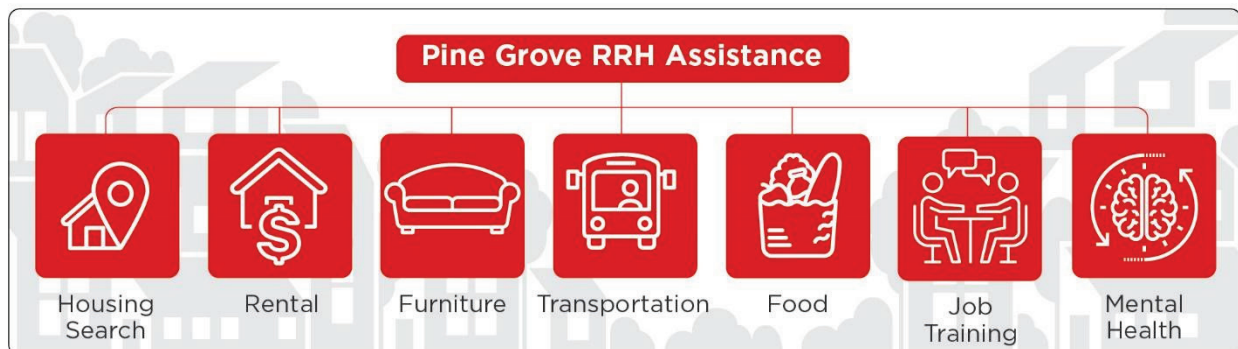 Pine Grove RRH Assistance
$
Housing
Search
Rental
Furniture
Transportation
Food
Job
Training
Mental
Health